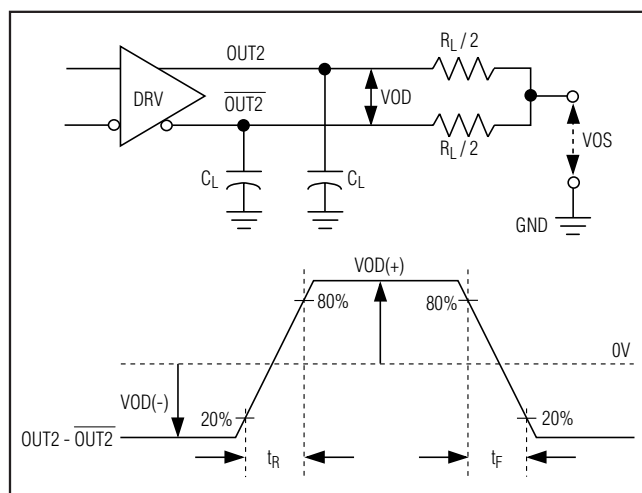 OUT2
DRV
VOD
OUT2
R_L / 2
R_L / 2
VOS
C_L
C_L
GND
VOD(+)
80%
80%
0V
VOD(-)
20%
20%
OUT2 - OUT2
t_R
t_F